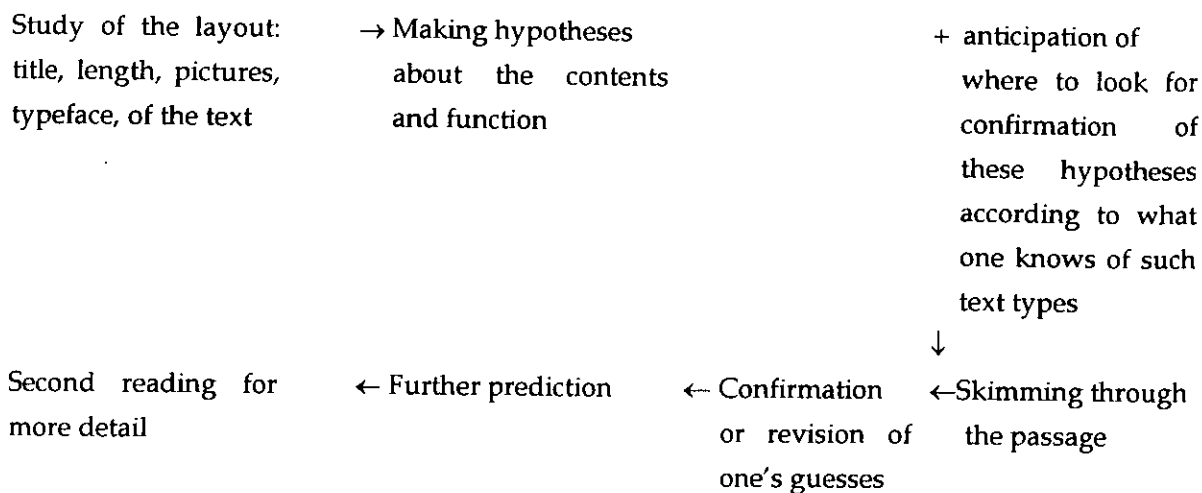 Study of the layout:
title, length, pictures,
typeface, of the text
→ Making hypotheses
about the contents
and function
+ anticipation of
where to look for
confirmation of
these hypotheses
according to what
one knows of such
text types
↓
←Skimming through
the passage
← Confirmation
or revision of
one's guesses
← Further prediction
Second reading for
more detail